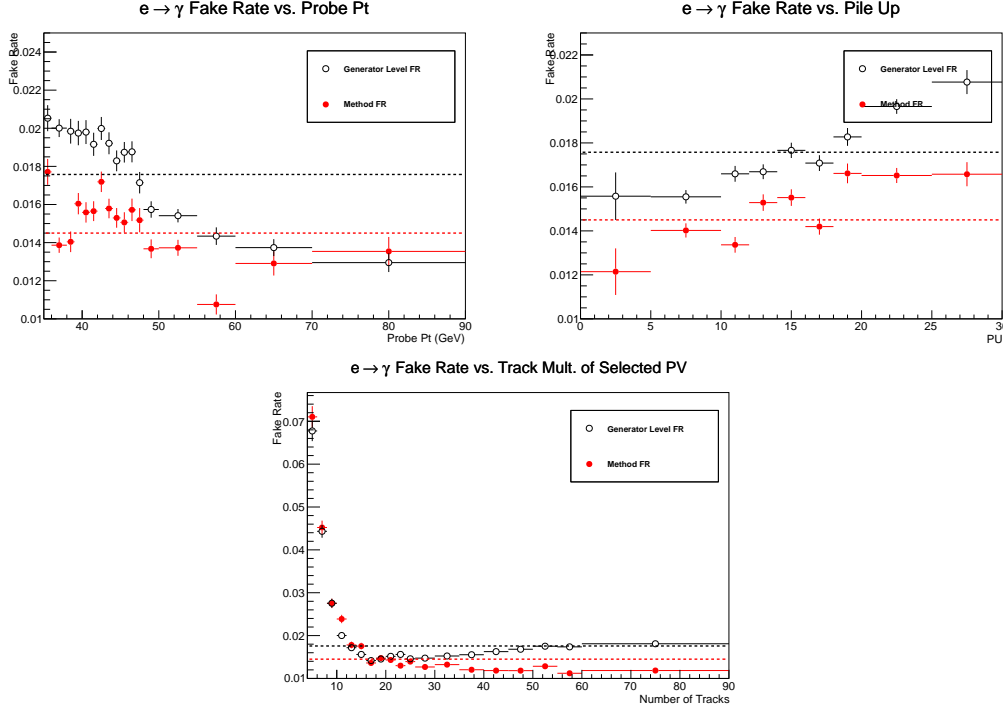 e → γ Fake Rate vs. Probe Pt
Fake Rate
0.024
0.022
0.02
0.018
0.016
0.014
0.012
0.01
40
50
60
70
80
90
Probe Pt (GeV)
Generator Level FR
Method FR
e → γ Fake Rate vs. Pile Up
Fake Rate
0.022
0.02
0.018
0.016
0.014
0.012
0.01
0
5
10
15
20
25
30
PU
Generator Level FR
Method FR
e → γ Fake Rate vs. Track Mult. of Selected PV
Fake Rate
0.07
0.06
0.05
0.04
0.03
0.02
0.01
10
20
30
40
50
60
70
80
90
Number of Tracks
Generator Level FR
Method FR